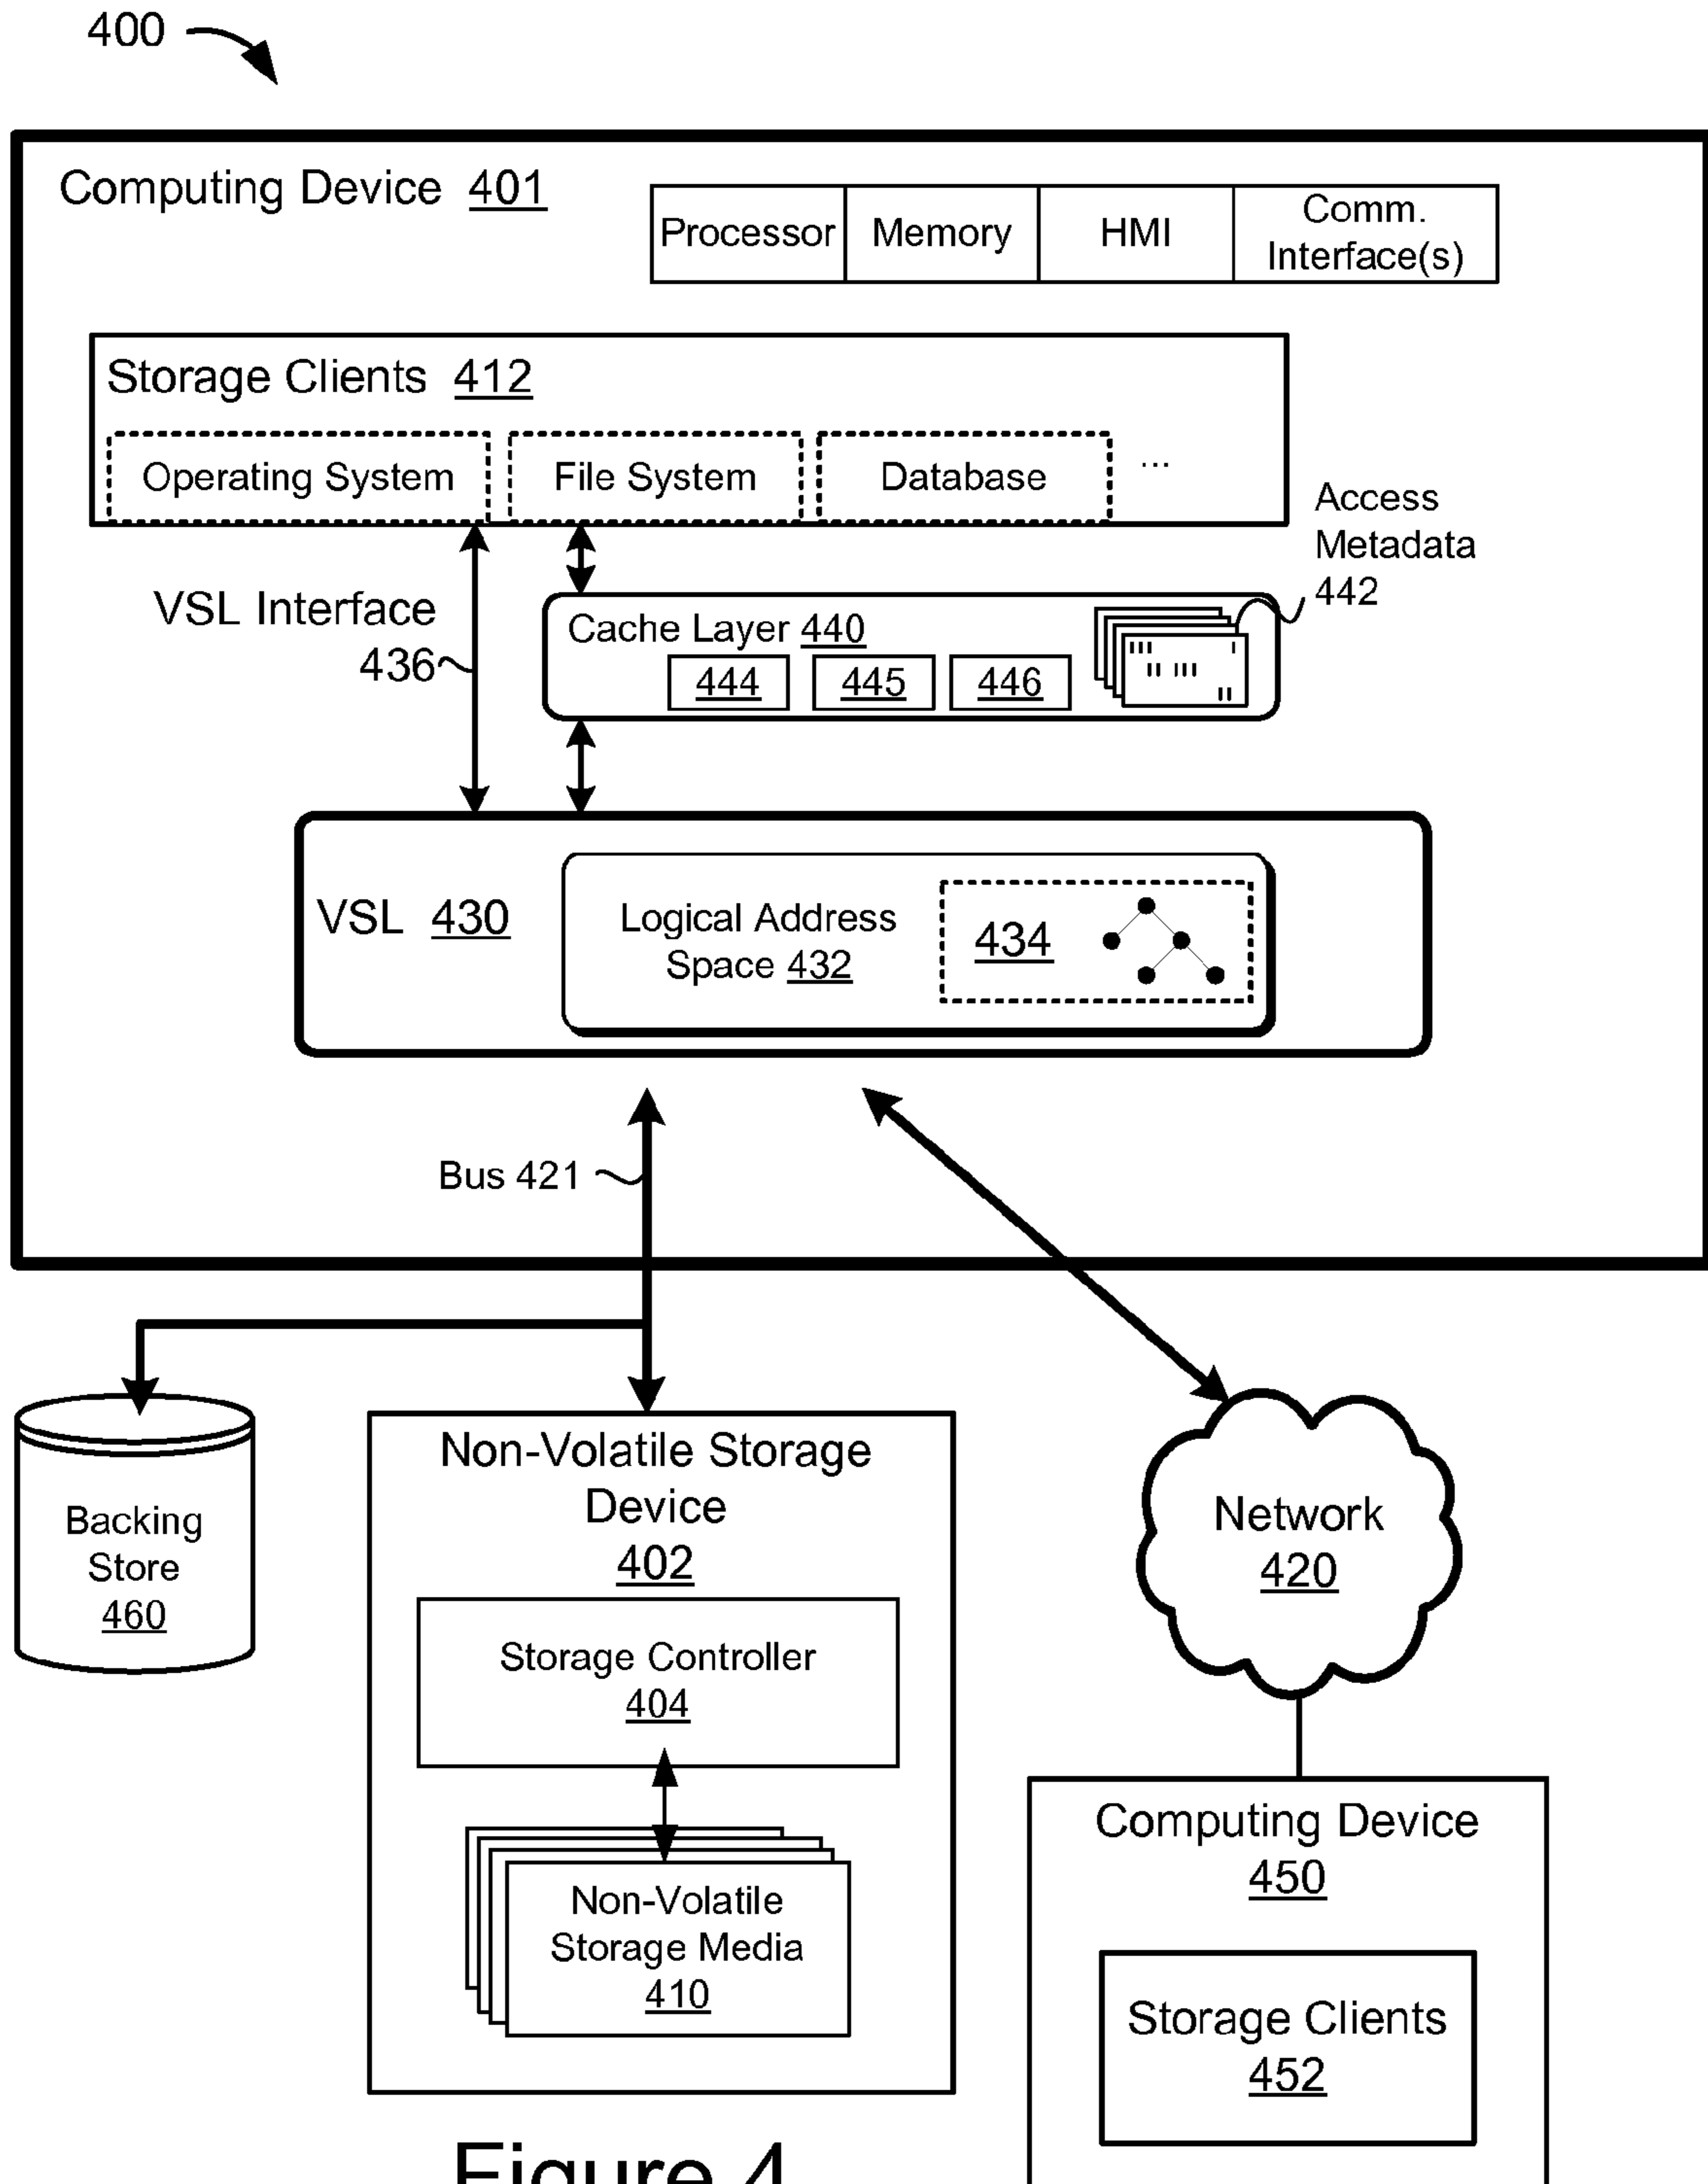 400
Computing Device 401
Processor
Memory
HMI
Comm.
Interface(s)
Storage Clients 412
Operating System
File System
Database
...
Access
Metadata
442
VSL Interface
436
Cache Layer 440
444
445
446
VSL 430
Logical Address
Space 432
434
Bus 421
Backing
Store
460
Non-Volatile Storage
Device
402
Storage Controller
404
Non-Volatile
Storage Media
410
Network
420
Computing Device
450
Storage Clients
452
Figure 4